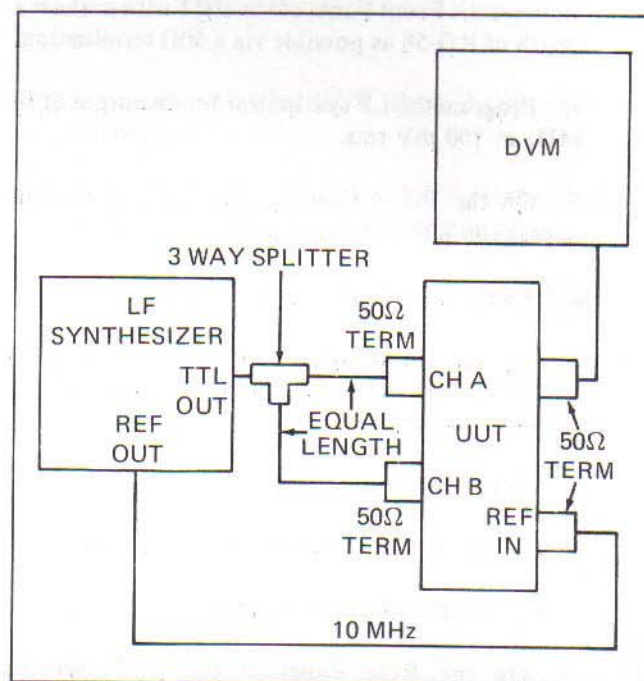 DVM
3 WAY SPLITTER
LF
SYNTHESIZER
TTL
OUT
REF
OUT
50Ω
TERM
CH A
EQUAL
LENGTH
UUT
50Ω
TERM
CH B
50Ω
TERM
REF
IN
10 MHz